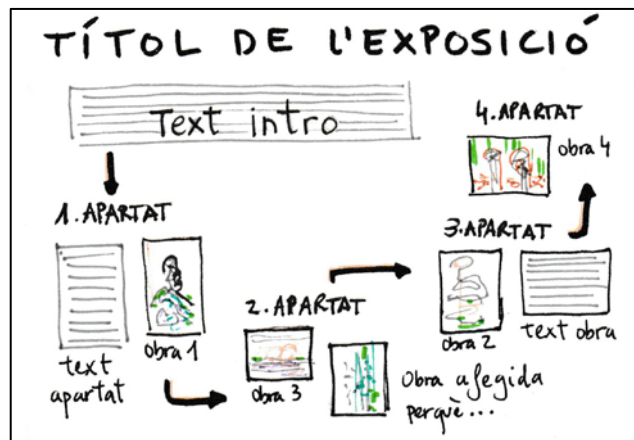 TÍTOL DE L'EXPOSICIÓ
Text intro
1. APARTAT
text
apartat
obra 1
2. APARTAT
obra 3
Obra afegida
perquè...
3. APARTAT
obra 2
text obra
4. APARTAT
obra 4